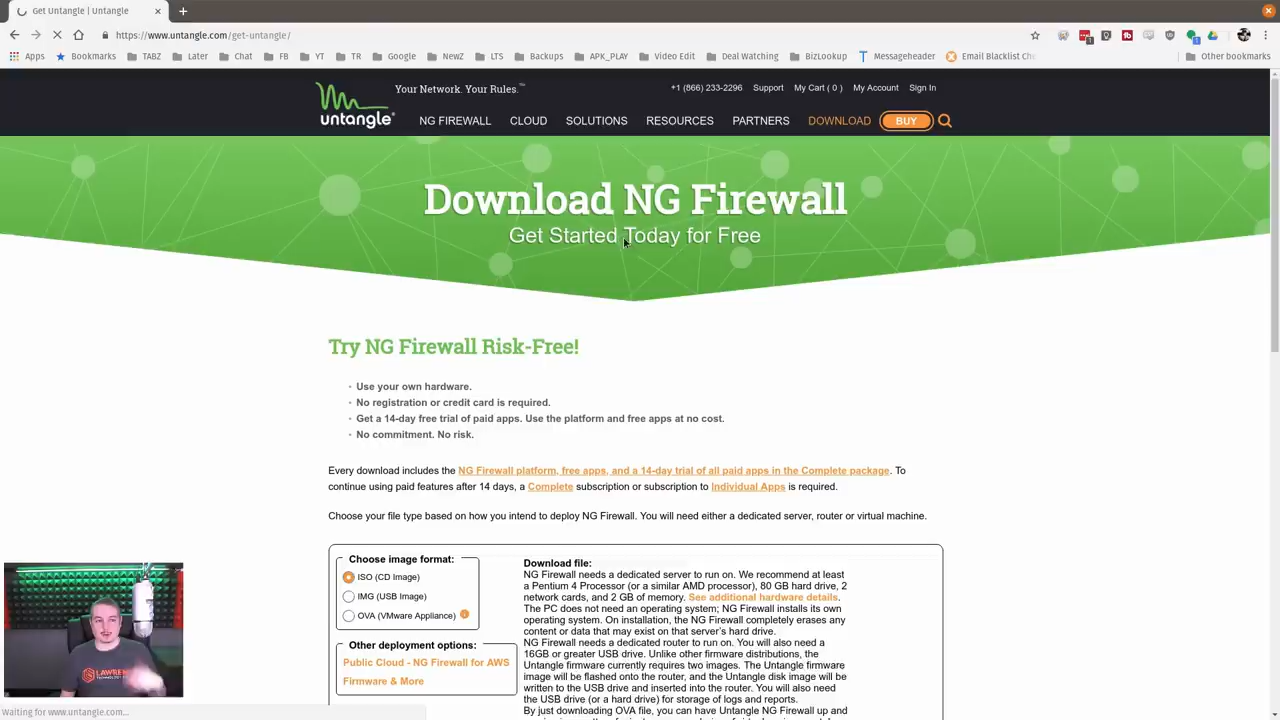 Get Untangle | Untangle
https://www.untangle.com/get-untangle/
Apps Bookmarks TABZ Later Chat FB YT TR Google NewZ LTS Backups APK_PLAY Video Edit Deal Watching BizLookup Messageheader Email Blacklist Che Other bookmarks
Your Network. Your Rules.™
+1 (866) 233-2296 Support My Cart ( 0 ) My Account Sign In
untangle®
NG FIREWALL CLOUD SOLUTIONS RESOURCES PARTNERS DOWNLOAD BUY
Download NG Firewall
Get Started Today for Free
Try NG Firewall Risk-Free!
• Use your own hardware.
• No registration or credit card is required.
• Get a 14-day free trial of paid apps. Use the platform and free apps at no cost.
• No commitment. No risk.
Every download includes the NG Firewall platform, free apps, and a 14-day trial of all paid apps in the Complete package. To
continue using paid features after 14 days, a Complete subscription or subscription to Individual Apps is required.
Choose your file type based on how you intend to deploy NG Firewall. You will need either a dedicated server, router or virtual machine.
Choose image format:
ISO (CD Image)
IMG (USB Image)
OVA (VMware Appliance)
Other deployment options:
Public Cloud - NG Firewall for AWS
Firmware & More
Download file:
NG Firewall needs a dedicated server to run on. We recommend at least
a Pentium 4 Processor (or a similar AMD processor), 80 GB hard drive, 2
network cards, and 2 GB of memory. See additional hardware details.
The PC does not need an operating system; NG Firewall installs its own
operating system. On installation, the NG Firewall completely erases any
content or data that may exist on that server's hard drive.
NG Firewall needs a dedicated router to run on. You will also need a
16GB or greater USB drive. Unlike other firmware distributions, the
Untangle firmware currently requires two images. The Untangle firmware
image will be flashed onto the router, and the Untangle disk image will be
written to the USB drive and inserted into the router. You will also need
the USB drive (or a hard drive) for storage of logs and reports.
By just downloading OVA file, you can have Untangle NG Firewall up and
Waiting for www.untangle.com...